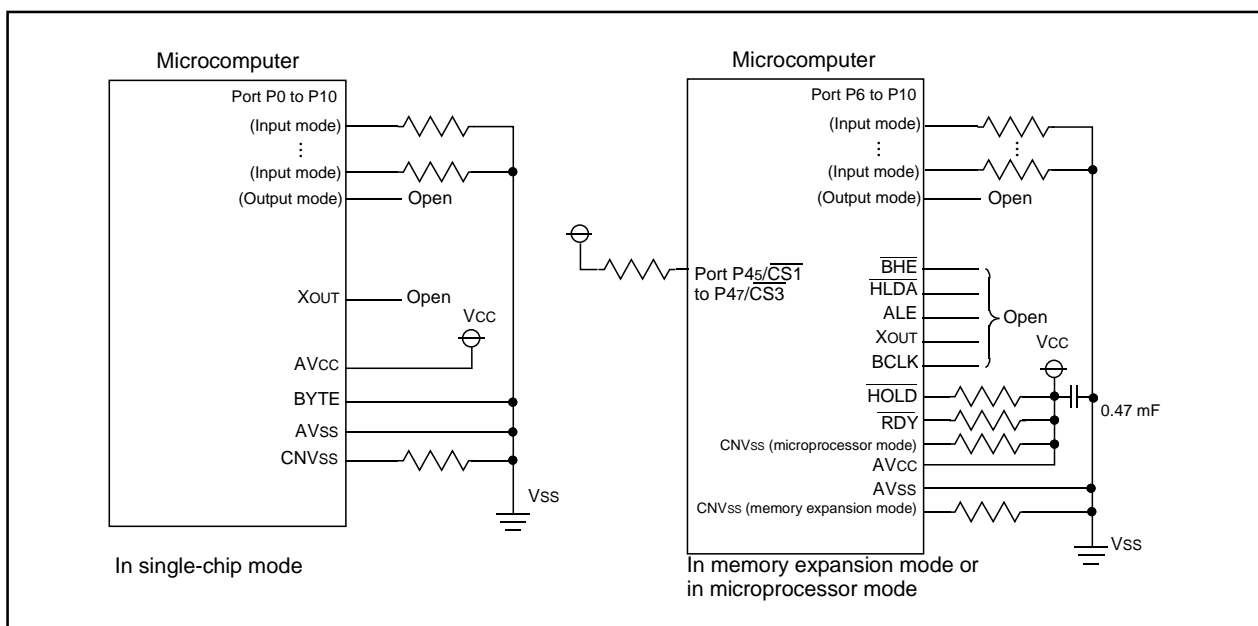 Microcomputer
Port P0 to P10
(Input mode)
(Input mode)
(Output mode)
Open
XOUT
Open
VCC
AVCC
BYTE
AVSS
CNVSS
VSS
In single-chip mode
Microcomputer
Port P6 to P10
(Input mode)
(Input mode)
(Output mode)
Open
Port P45/CS1
to P47/CS3
BHE
HLDA
ALE
XOUT
BCLK
Open
VCC
HOLD
RDY
0.47 mF
CNVSS (microprocessor mode)
AVCC
AVSS
CNVSS (memory expansion mode)
VSS
In memory expansion mode or
in microprocessor mode